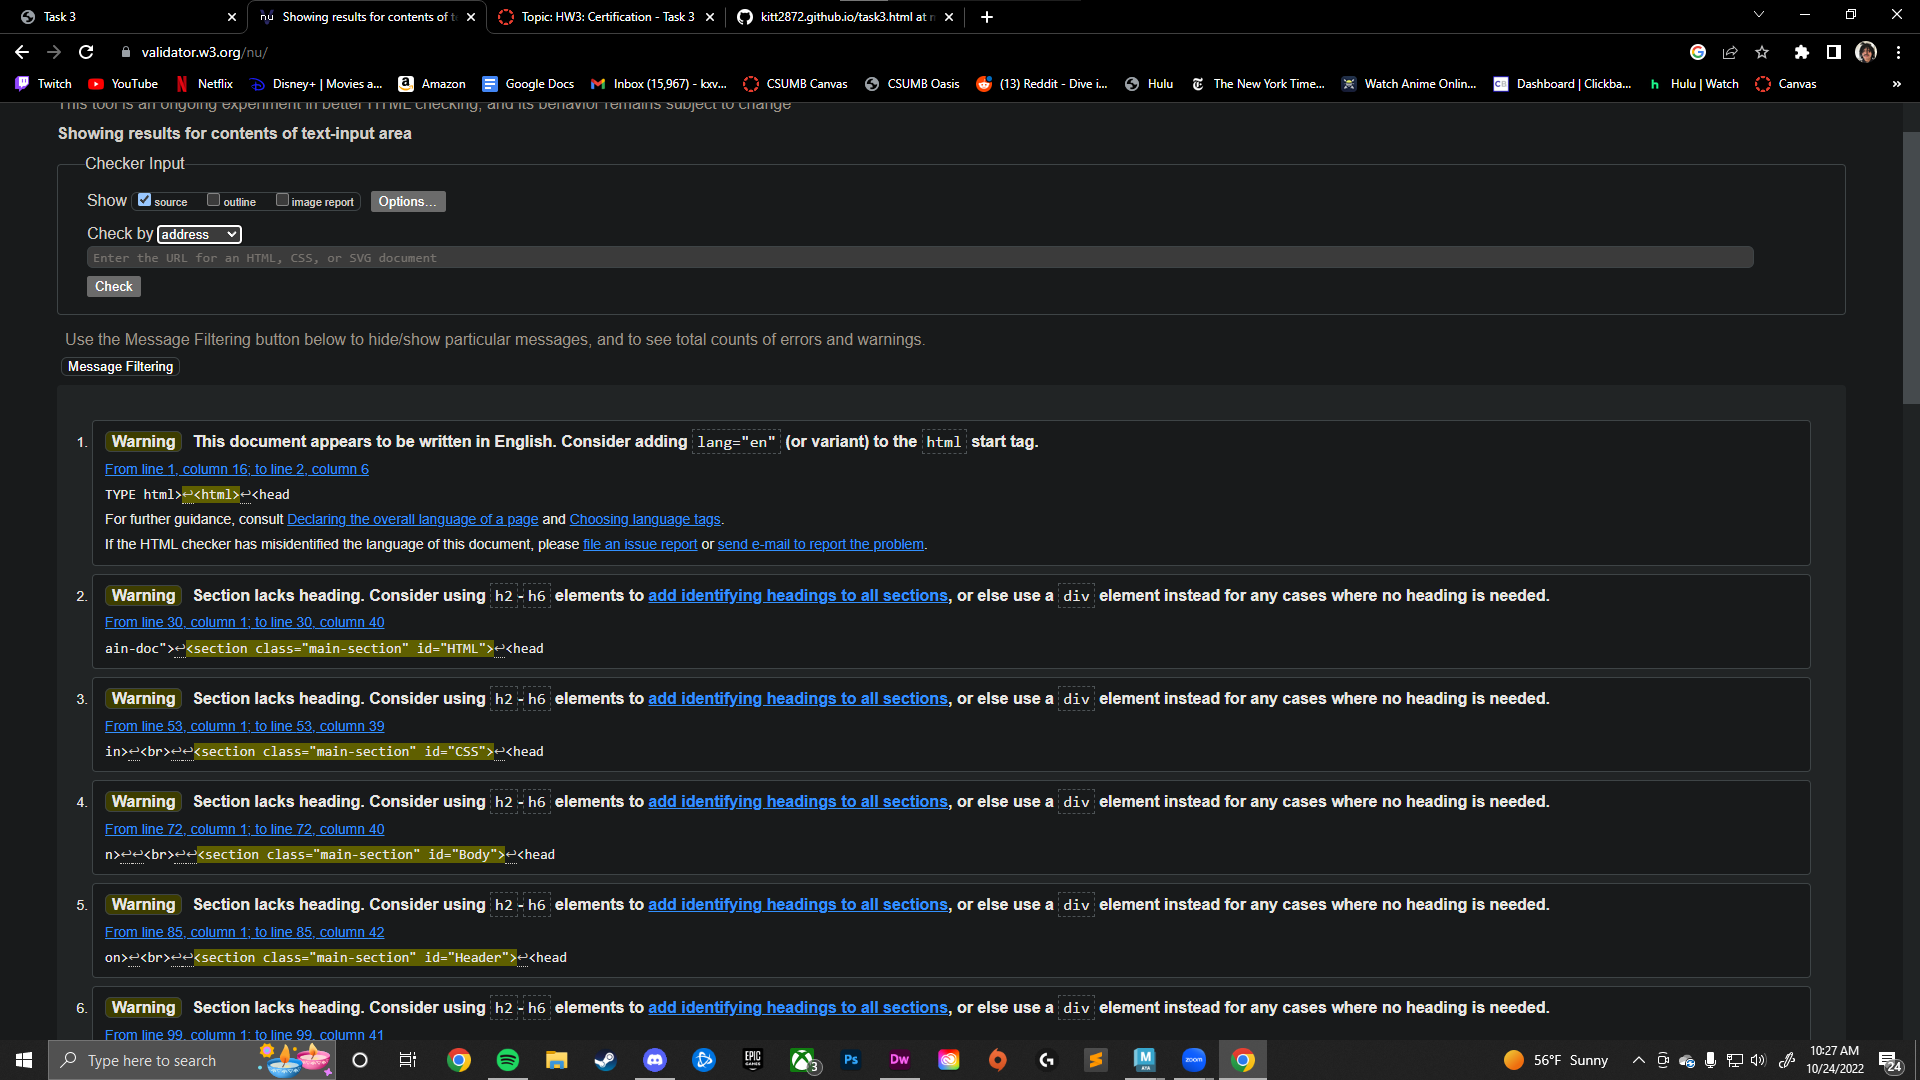 Task 3
Showing results for contents of t
Topic: HW3: Certification - Task 3
kitt2872.github.io/task3.html at
validator.w3.org/nu/
Twitch
YouTube
Netflix
Disney+ | Movies a...
Amazon
Google Docs
Inbox (15,967) - kxv...
CSUMB Canvas
CSUMB Oasis
(13) Reddit - Dive i...
Hulu
The New York Time...
Watch Anime Onlin...
Dashboard | Clickba...
Hulu | Watch
Canvas
»
This tool is an ongoing experiment in better HTML checking, and its behavior remains subject to change
Showing results for contents of text-input area
Checker Input
Show source outline image report Options...
Check by address
Enter the URL for an HTML, CSS, or SVG document
Check
Use the Message Filtering button below to hide/show particular messages, and to see total counts of errors and warnings.
Message Filtering
1. Warning This document appears to be written in English. Consider adding lang="en" (or variant) to the html start tag.
From line 1, column 16; to line 2, column 6
TYPE html>↩<html>↩<head
For further guidance, consult Declaring the overall language of a page and Choosing language tags.
If the HTML checker has misidentified the language of this document, please file an issue report or send e-mail to report the problem.
2. Warning Section lacks heading. Consider using h2-h6 elements to add identifying headings to all sections, or else use a div element instead for any cases where no heading is needed.
From line 30, column 1; to line 30, column 40
ain-doc">↩<section class="main-section" id="HTML">↩<head
3. Warning Section lacks heading. Consider using h2-h6 elements to add identifying headings to all sections, or else use a div element instead for any cases where no heading is needed.
From line 53, column 1; to line 53, column 39
in>↩<br>↩↩<section class="main-section" id="CSS">↩<head
4. Warning Section lacks heading. Consider using h2-h6 elements to add identifying headings to all sections, or else use a div element instead for any cases where no heading is needed.
From line 72, column 1; to line 72, column 40
n>↩↩<br>↩↩<section class="main-section" id="Body">↩<head
5. Warning Section lacks heading. Consider using h2-h6 elements to add identifying headings to all sections, or else use a div element instead for any cases where no heading is needed.
From line 85, column 1; to line 85, column 42
on>↩<br>↩↩<section class="main-section" id="Header">↩<head
6. Warning Section lacks heading. Consider using h2-h6 elements to add identifying headings to all sections, or else use a div element instead for any cases where no heading is needed.
From line 99, column 1; to line 99, column 41
Type here to search
EPIC GAMES
3
Ps
Dw
M
zoom
56°F Sunny
10:27 AM
10/24/2022
24